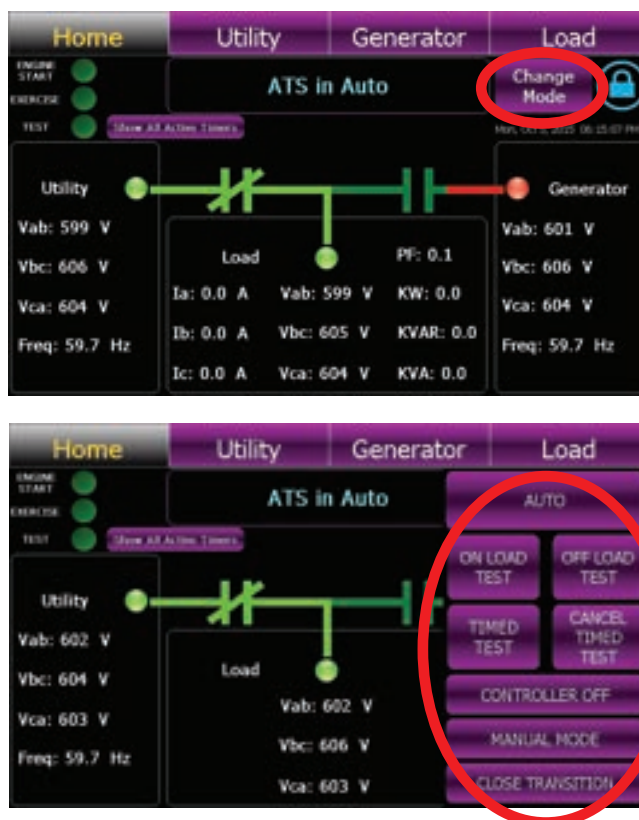 Home Utility Generator Load
ENGINE START
ATS in Auto
Change Mode
EXERCISE
TEST
Show All Active Timers
Utility
Generator
Vab: 599 V
Vbc: 606 V
Vca: 604 V
Freq: 59.7 Hz
Load PF: 0.1
Ia: 0.0 A Vab: 599 V KW: 0.0
Ib: 0.0 A Vbc: 605 V KVAR: 0.0
Ic: 0.0 A Vca: 604 V KVA: 0.0
Vab: 601 V
Vbc: 606 V
Vca: 604 V
Freq: 59.7 Hz
Home Utility Generator Load
ENGINE START
ATS in Auto
EXERCISE
TEST
Show All Active Timers
Utility
Vab: 602 V
Vbc: 604 V
Vca: 603 V
Freq: 59.7 Hz
Load
Vab: 602 V
Vbc: 606 V
Vca: 603 V
AUTO
ON LOAD TEST
OFF LOAD TEST
TIMED TEST
CANCEL TIMED TEST
CONTROLLER OFF
MANUAL MODE
CLOSE TRANSITION